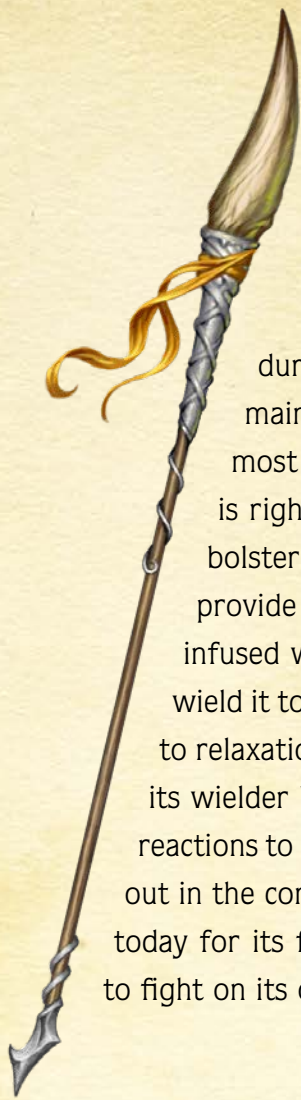 dur
main
most
is righ
bolster
provide
infused w
wield it to
to relaxatio
its wielder
reactions to
out in the
today for its f
to fight on its